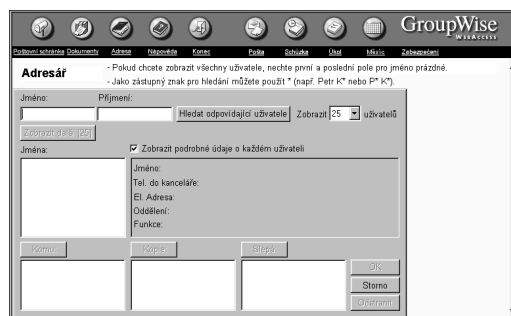 GroupWise
WEBACCESS
Poštovní schránka Dokumenty Adresa Nápověda Konec Pošta Schůzka Úkol Měsíc Zabezpečení
Adresář
- Pokud chcete zobrazit všechny uživatele, nechte první a poslední pole pro jméno prázdné.
- Jako zástupný znak pro hledání můžete použít * (např. Petr K* nebo P* K*).
Jméno: Příjmení:
Hledat odpovídající uživatele Zobrazit 25 uživatelů
Zobrazit další [25]
Jména: Zobrazit podrobné údaje o každém uživateli
Jméno:
Tel. do kanceláře:
El. Adresa:
Oddělení:
Funkce:
Komu: Kopie: Slepá
OK
Storno
Odstranit